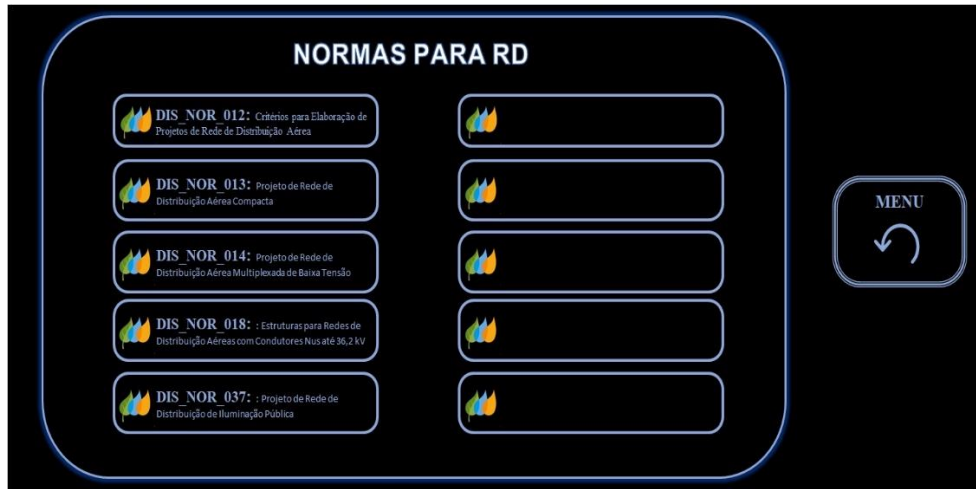 NORMAS PARA RD
DIS_NOR_012: Critérios para Elaboração de
Projetos de Rede de Distribuição Aérea
DIS_NOR_013: Projeto de Rede de
Distribuição Aérea Compacta
DIS_NOR_014: Projeto de Rede de
Distribuição Aérea Multiplexada de Baixa Tensão
DIS_NOR_018: : Estruturas para Redes de
Distribuição Aéreas com Condutores Nus até 36,2 kV
DIS_NOR_037: : Projeto de Rede de
Distribuição de Iluminação Pública
MENU